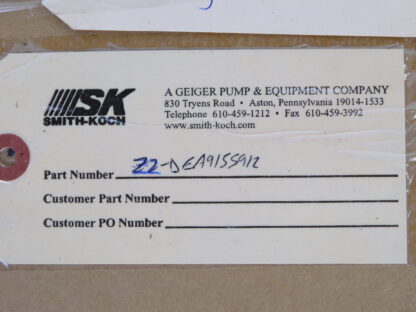 SK
SMITH-KOCH
A GEIGER PUMP & EQUIPMENT COMPANY
830 Tryens Road • Aston, Pennsylvania 19014-1533
Telephone 610-459-1212 • Fax 610-459-3992
www.smith-koch.com
Part Number 22-DEA915S912
Customer Part Number
Customer PO Number